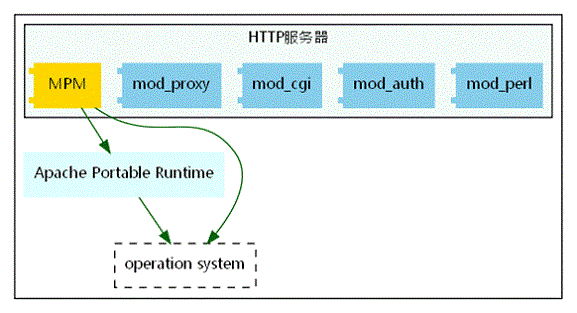 HTTP服务器
MPM
mod_proxy
mod_cgi
mod_auth
mod_perl
Apache Portable Runtime
operation system